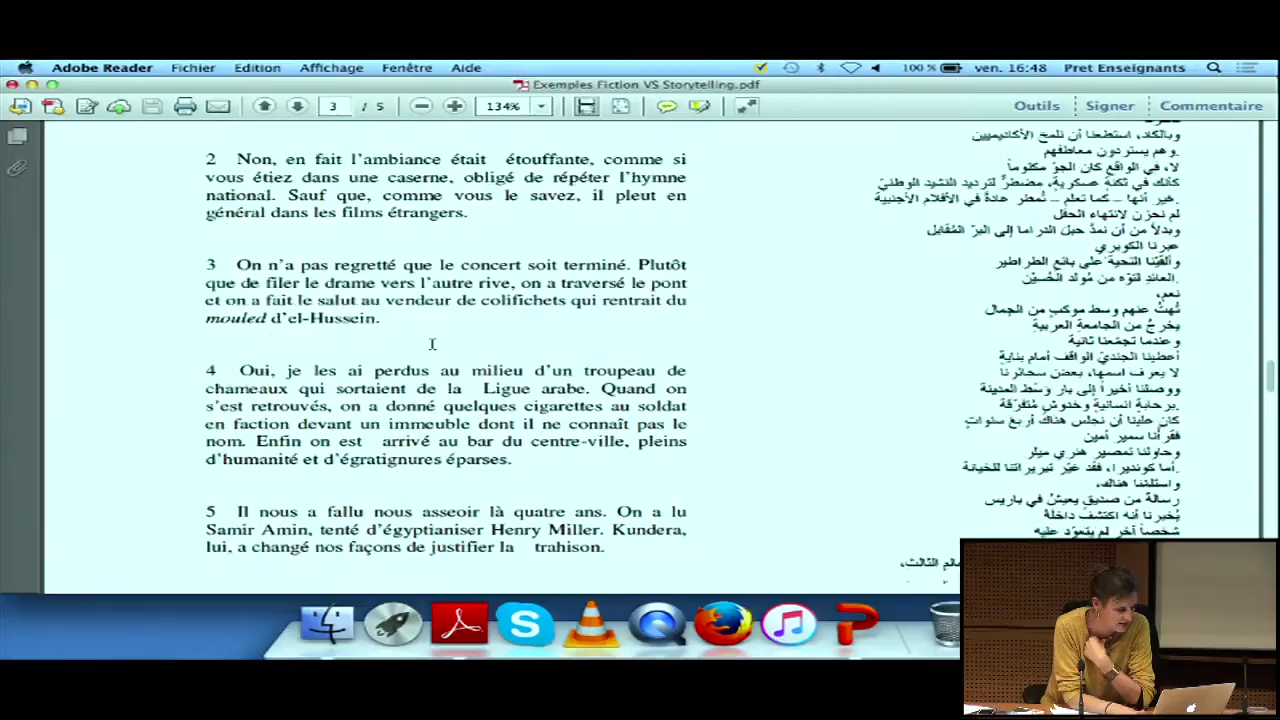 Adobe Reader Fichier Edition Affichage Fenêtre Aide 100 % ven. 16:48 Pret Enseignants
Exemples Fiction VS Storytelling.pdf
3 / 5 134% Outils Signer Commentaire
2 Non, en fait l’ambiance était étouffante, comme si
vous étiez dans une caserne, obligé de répéter l’hymne
national. Sauf que, comme vous le savez, il pleut en
général dans les films étrangers.
3 On n’a pas regretté que le concert soit terminé. Plutôt
que de filer le drame vers l’autre rive, on a traversé le pont
et on a fait le salut au vendeur de colifichets qui rentrait du
mouled d’el-Hussein.
4 Oui, je les ai perdus au milieu d’un troupeau de
chameaux qui sortaient de la Ligue arabe. Quand on
s’est retrouvés, on a donné quelques cigarettes au soldat
en faction devant un immeuble dont il ne connaît pas le
nom. Enfin on est arrivé au bar du centre-ville, pleins
d’humanité et d’égratignures éparses.
5 Il nous a fallu nous asseoir là quatre ans. On a lu
Samir Amin, tenté d’égyptianiser Henry Miller. Kundera,
lui, a changé nos façons de justifier la trahison.
وبالكاد، استطعنا أن نلمح الأكاديميين
وهم يستردون معاطفهم.
لا، في الواقع كان الجوّ مكتوماً
كأنك في ثكنةٍ عسكريةٍ، مضطرٌّ لترديد النشيد الوطنيّ
غير أنها – كما تعلم – تُمطر عادةً في الأفلام الأجنبية.
لم نحزن لانتهاء الحفل
وبدلاً من أن نمدَّ حبل الدراما إلى البرّ المُقابل
عبرنا الكوبري
وألقيْنا التحية على بائع الطراطير
العائدِ لتوّه من مُولد الحُسيْن.
نعم،
تُهتُ عنهم وسط موكبٍ من الجمال
يخرجُ من الجامعةِ العربيةِ
وعندما تجمّعنا ثانية
أعطينا الجنديّ الواقف أمام بنايةٍ
لا يعرف اسمها، بعض سجائرنا
ووصلنا أخيراً إلى بار وَسْط المدينة
برحابةٍ انسانيةٍ وخدوشٍ مُتفرّقة.
كان علينا أن نجلس هناك أربع سنواتٍ
فقرأنا سمير أمين
وحاولنا تمصير هنري ميلر
أما كونديرا، فقد غيّر تبريراتنا للخيانة.
واستلمنا هناك،
رسالةً من صديقٍ يعيشُ في باريس
يُخبرنا أنه اكتشفَ داخلهُ
شخصاً آخر لم يتعوّد عليه
العالمِ الثالث،